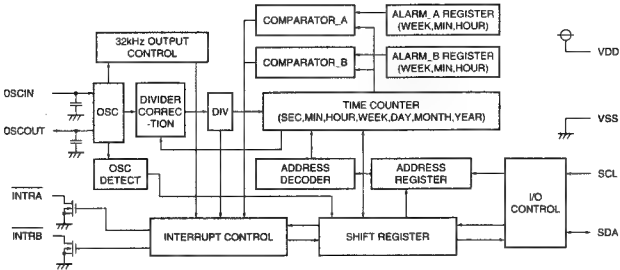 COMPARATOR_A
ALARM_A REGISTER
(WEEK,MIN,HOUR)
32kHz OUTPUT
CONTROL
COMPARATOR_B
ALARM_B REGISTER
(WEEK,MIN,HOUR)
VDD
OSCIN
OSC
DIVIDER
CORREC
-TION
DIV
TIME COUNTER
(SEC,MIN,HOUR,WEEK,DAY,MONTH,YEAR)
OSCOUT
VSS
OSC
DETECT
ADDRESS
DECODER
ADDRESS
REGISTER
I/O
CONTROL
SCL
INTRA
INTRB
INTERRUPT CONTROL
SHIFT REGISTER
SDA